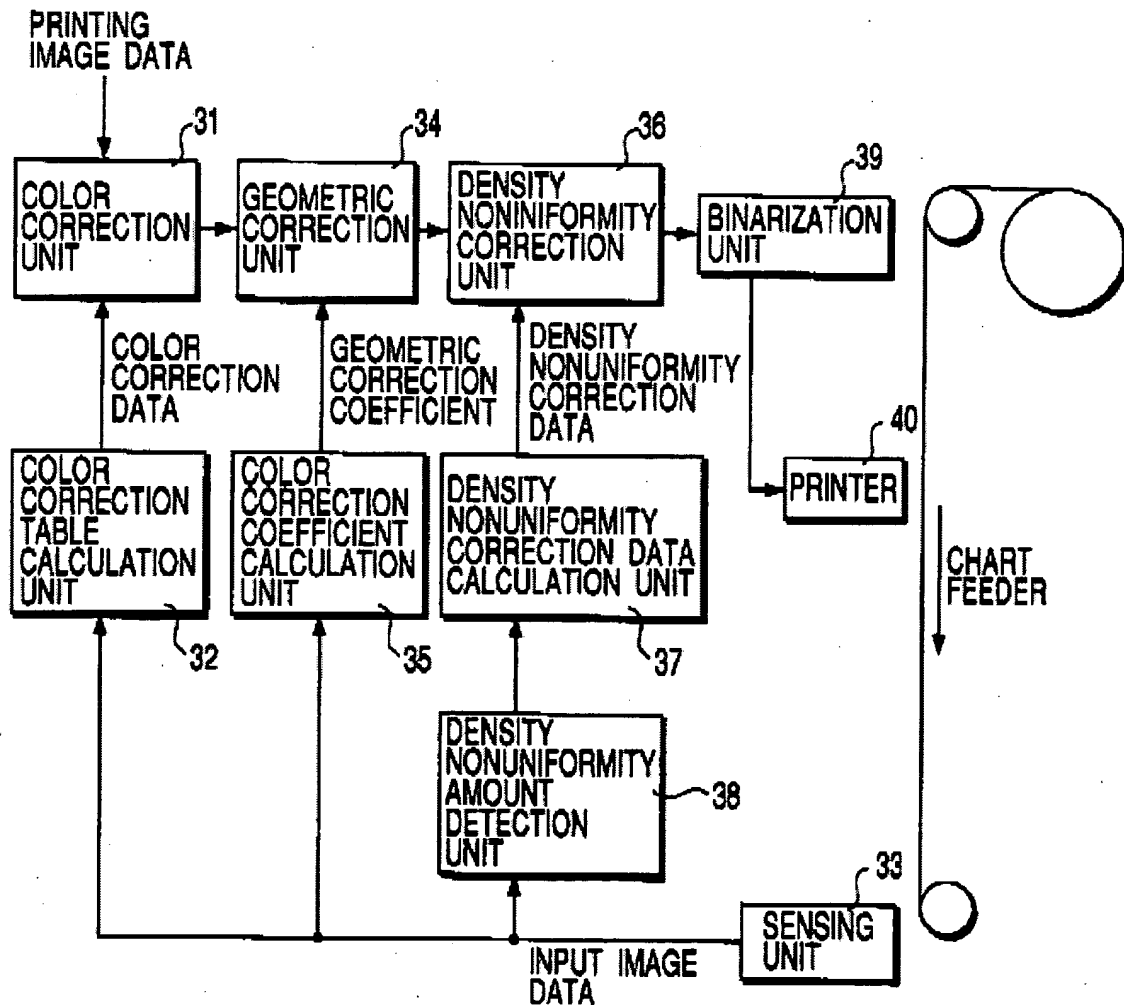 PRINTING
IMAGE DATA
31
COLOR
CORRECTION
UNIT
34
GEOMETRIC
CORRECTION
UNIT
36
DENSITY
NONINIFORMITY
CORRECTION
UNIT
39
BINARIZATION
UNIT
COLOR
CORRECTION
DATA
GEOMETRIC
CORRECTION
COEFFICIENT
DENSITY
NONUNIFORMITY
CORRECTION
DATA
40
PRINTER
COLOR
CORRECTION
TABLE
CALCULATION
UNIT
32
COLOR
CORRECTION
COEFFICIENT
CALCULATION
UNIT
35
DENSITY
NONUNIFORMITY
CORRECTION DATA
CALCULATION UNIT
37
CHART
FEEDER
DENSITY
NONUNIFORMITY
AMOUNT
DETECTION
UNIT
38
33
SENSING
UNIT
INPUT IMAGE
DATA